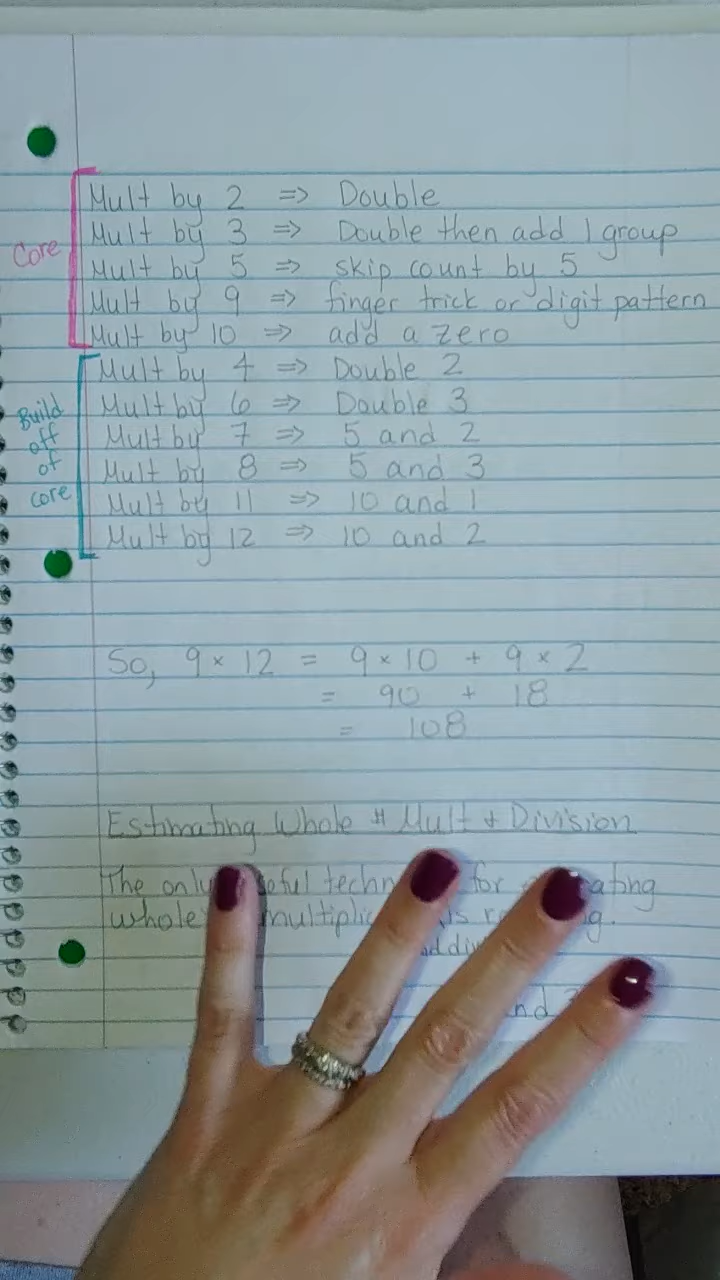 Core
Mult by 2 => Double
Mult by 3 => Double then add 1 group
Mult by 5 => skip count by 5
Mult by 9 => finger trick or digit pattern
Mult by 10 => add a zero
Build off of core
Mult by 4 => Double 2
Mult by 6 => Double 3
Mult by 7 => 5 and 2
Mult by 8 => 5 and 3
Mult by 11 => 10 and 1
Mult by 12 => 10 and 2
So, 9 × 12 = 9 × 10 + 9 × 2
= 90 + 18
= 108
Estimating Whole # Mult + Division
The only for
whole